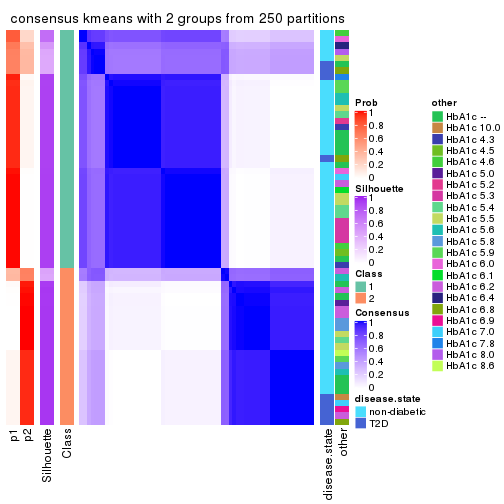 consensus kmeans with 2 groups from 250 partitions
p1
p2
Silhouette
Class
disease.state
other
Prob
1
0.8
0.6
0.4
0.2
0
Silhouette
1
0.8
0.6
0.4
0.2
0
Class
1
2
Consensus
1
0.8
0.6
0.4
0.2
0
disease.state
non-diabetic
T2D
other
HbA1c --
HbA1c 10.0
HbA1c 4.3
HbA1c 4.5
HbA1c 4.6
HbA1c 5.0
HbA1c 5.2
HbA1c 5.3
HbA1c 5.4
HbA1c 5.5
HbA1c 5.6
HbA1c 5.8
HbA1c 5.9
HbA1c 6.0
HbA1c 6.1
HbA1c 6.2
HbA1c 6.4
HbA1c 6.8
HbA1c 6.9
HbA1c 7.0
HbA1c 7.8
HbA1c 8.0
HbA1c 8.6